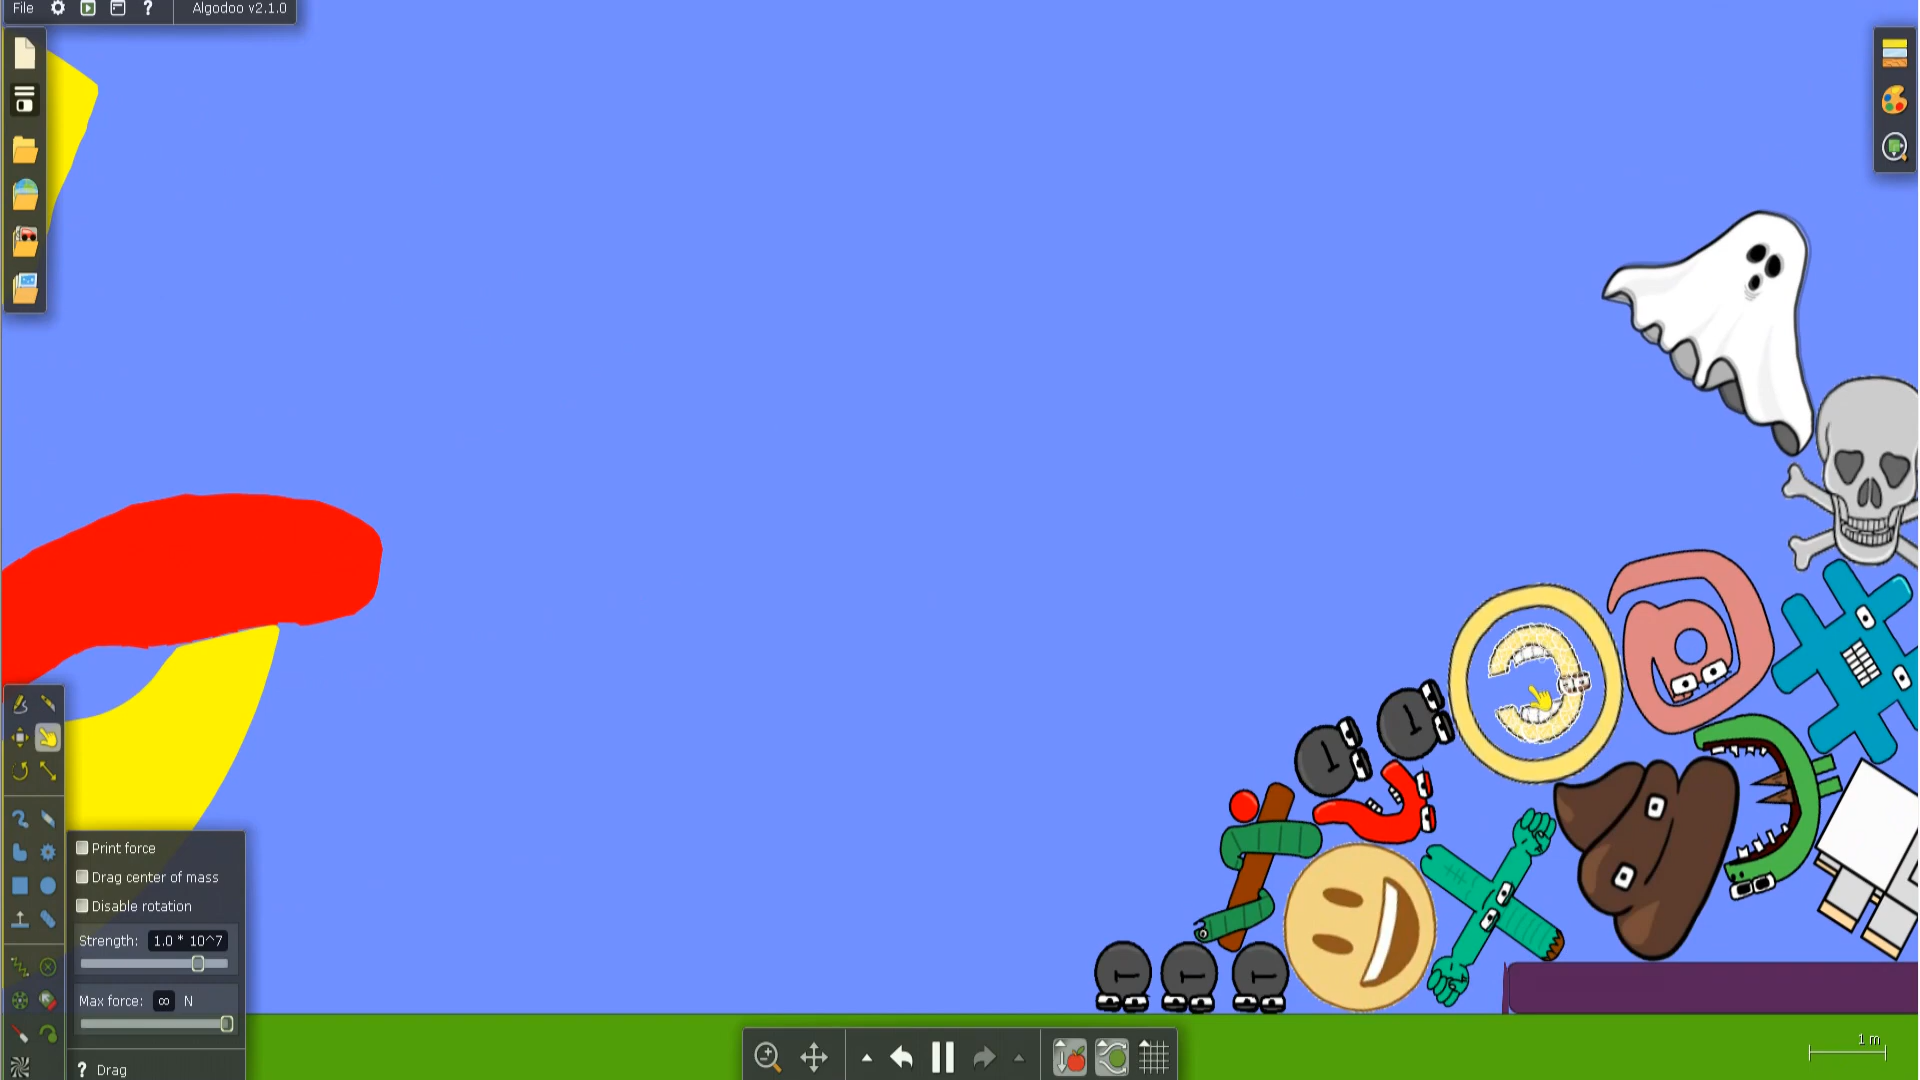 File ? Algodoo v2.1.0
Print force
Drag center of mass
Disable rotation
Strength: 1.0 * 10^7
Max force: ∞ N
? Drag
1 m